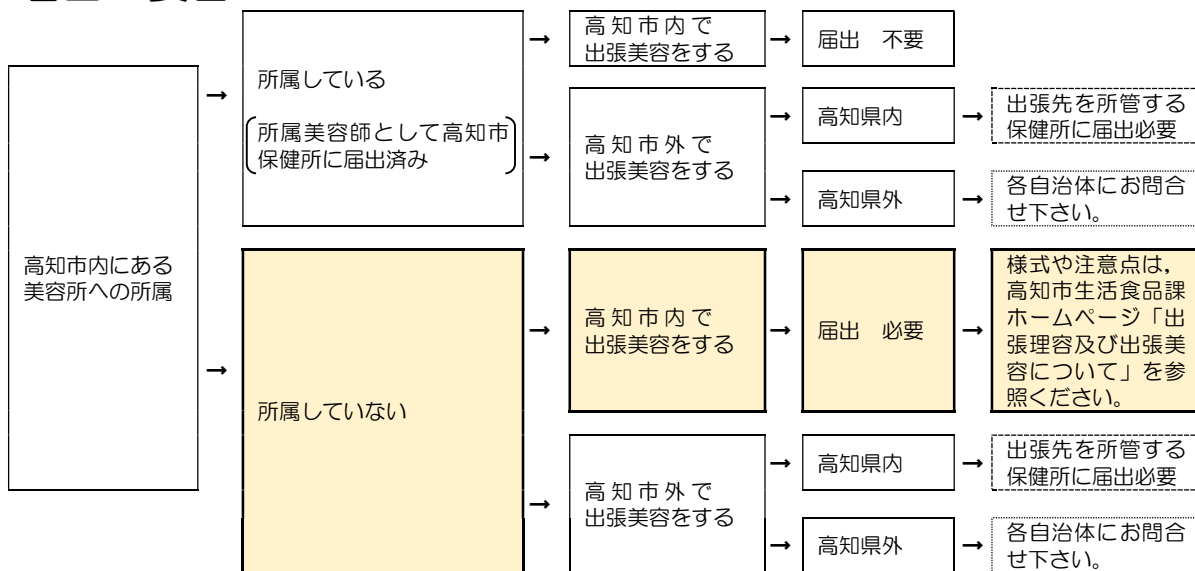 高知市内にある
美容所への所属
→
所属している
所属美容師として高知市
保健所に届出済み
→
高知市内で
出張美容をする
→
届出　不要
→
高知市外で
出張美容をする
→
高知県内
→
出張先を所管する
保健所に届出必要
→
高知県外
→
各自治体にお問合
せ下さい。
→
所属していない
→
高知市内で
出張美容をする
→
届出　必要
→
様式や注意点は，
高知市生活食品課
ホームページ「出
張理容及び出張美
容について」を参
照ください。
→
高知市外で
出張美容をする
→
高知県内
→
出張先を所管する
保健所に届出必要
→
高知県外
→
各自治体にお問合
せ下さい。